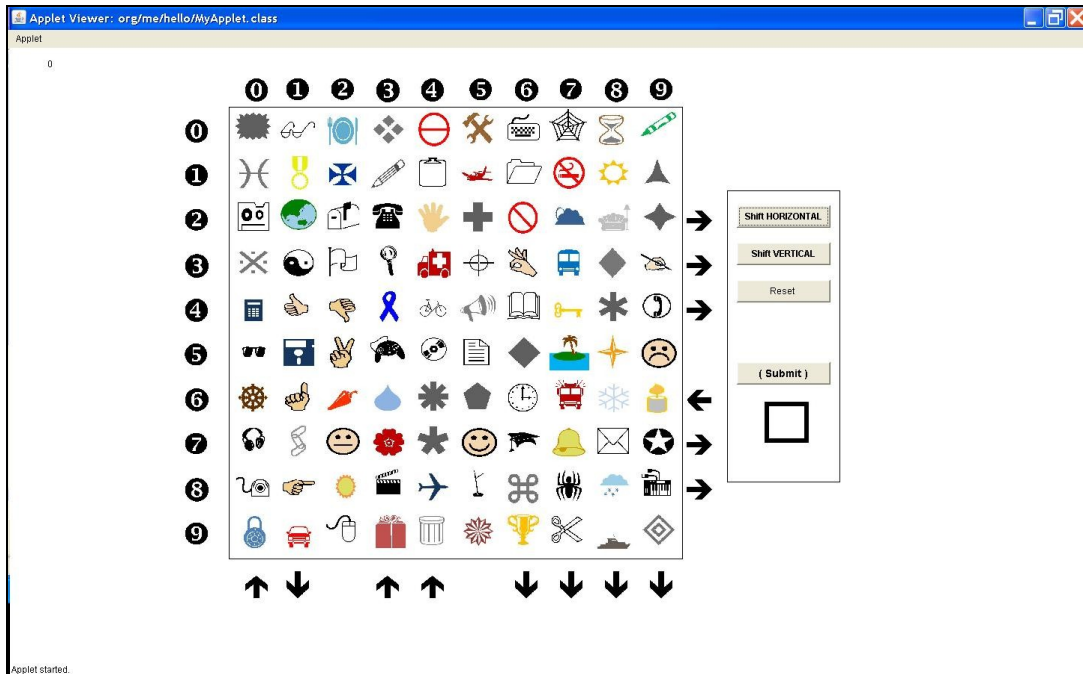 Applet Viewer: org/me/hello/MyApplet.class
Applet
0
0 1 2 3 4 5 6 7 8 9
0
1
2
3
4
5
6
7
8
9
Shift HORIZONTAL
Shift VERTICAL
Reset
( Submit )
Applet started.